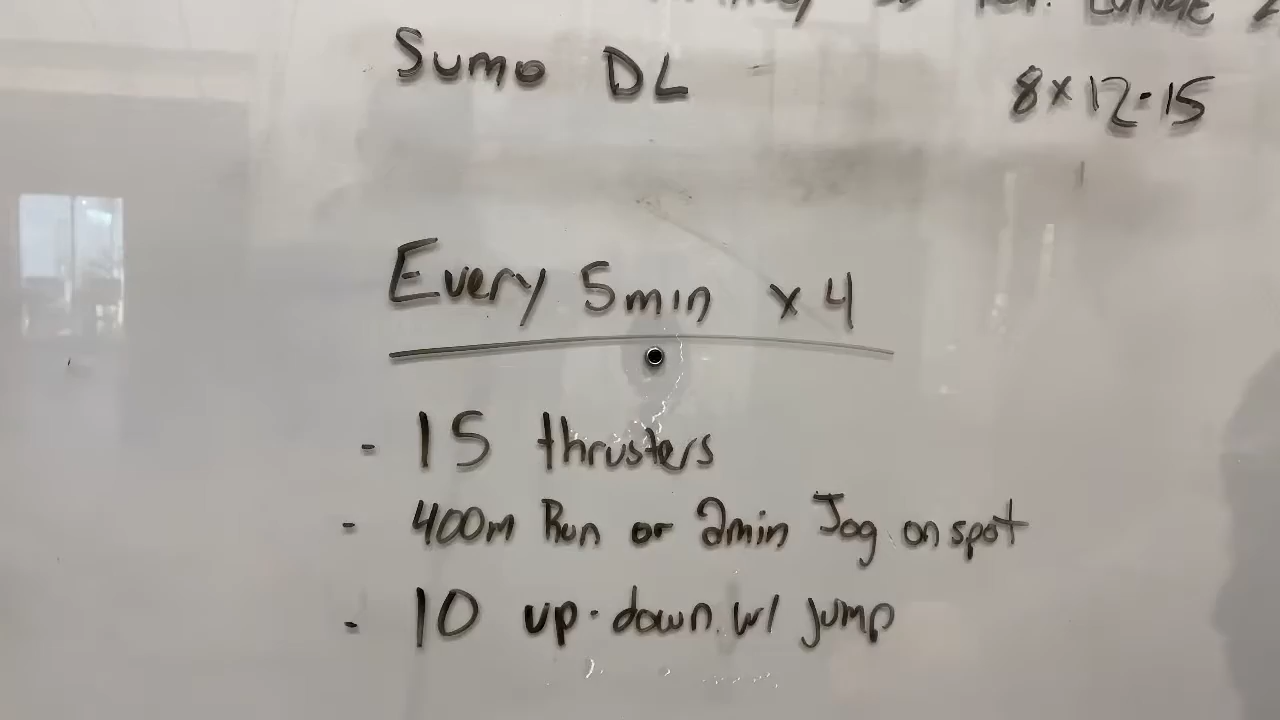 Sumo DL
8x12-15
Every 5min x4
- 15 thrusters
- 400m Run or 2min Jog on spot
- 10 up-down w/ jump